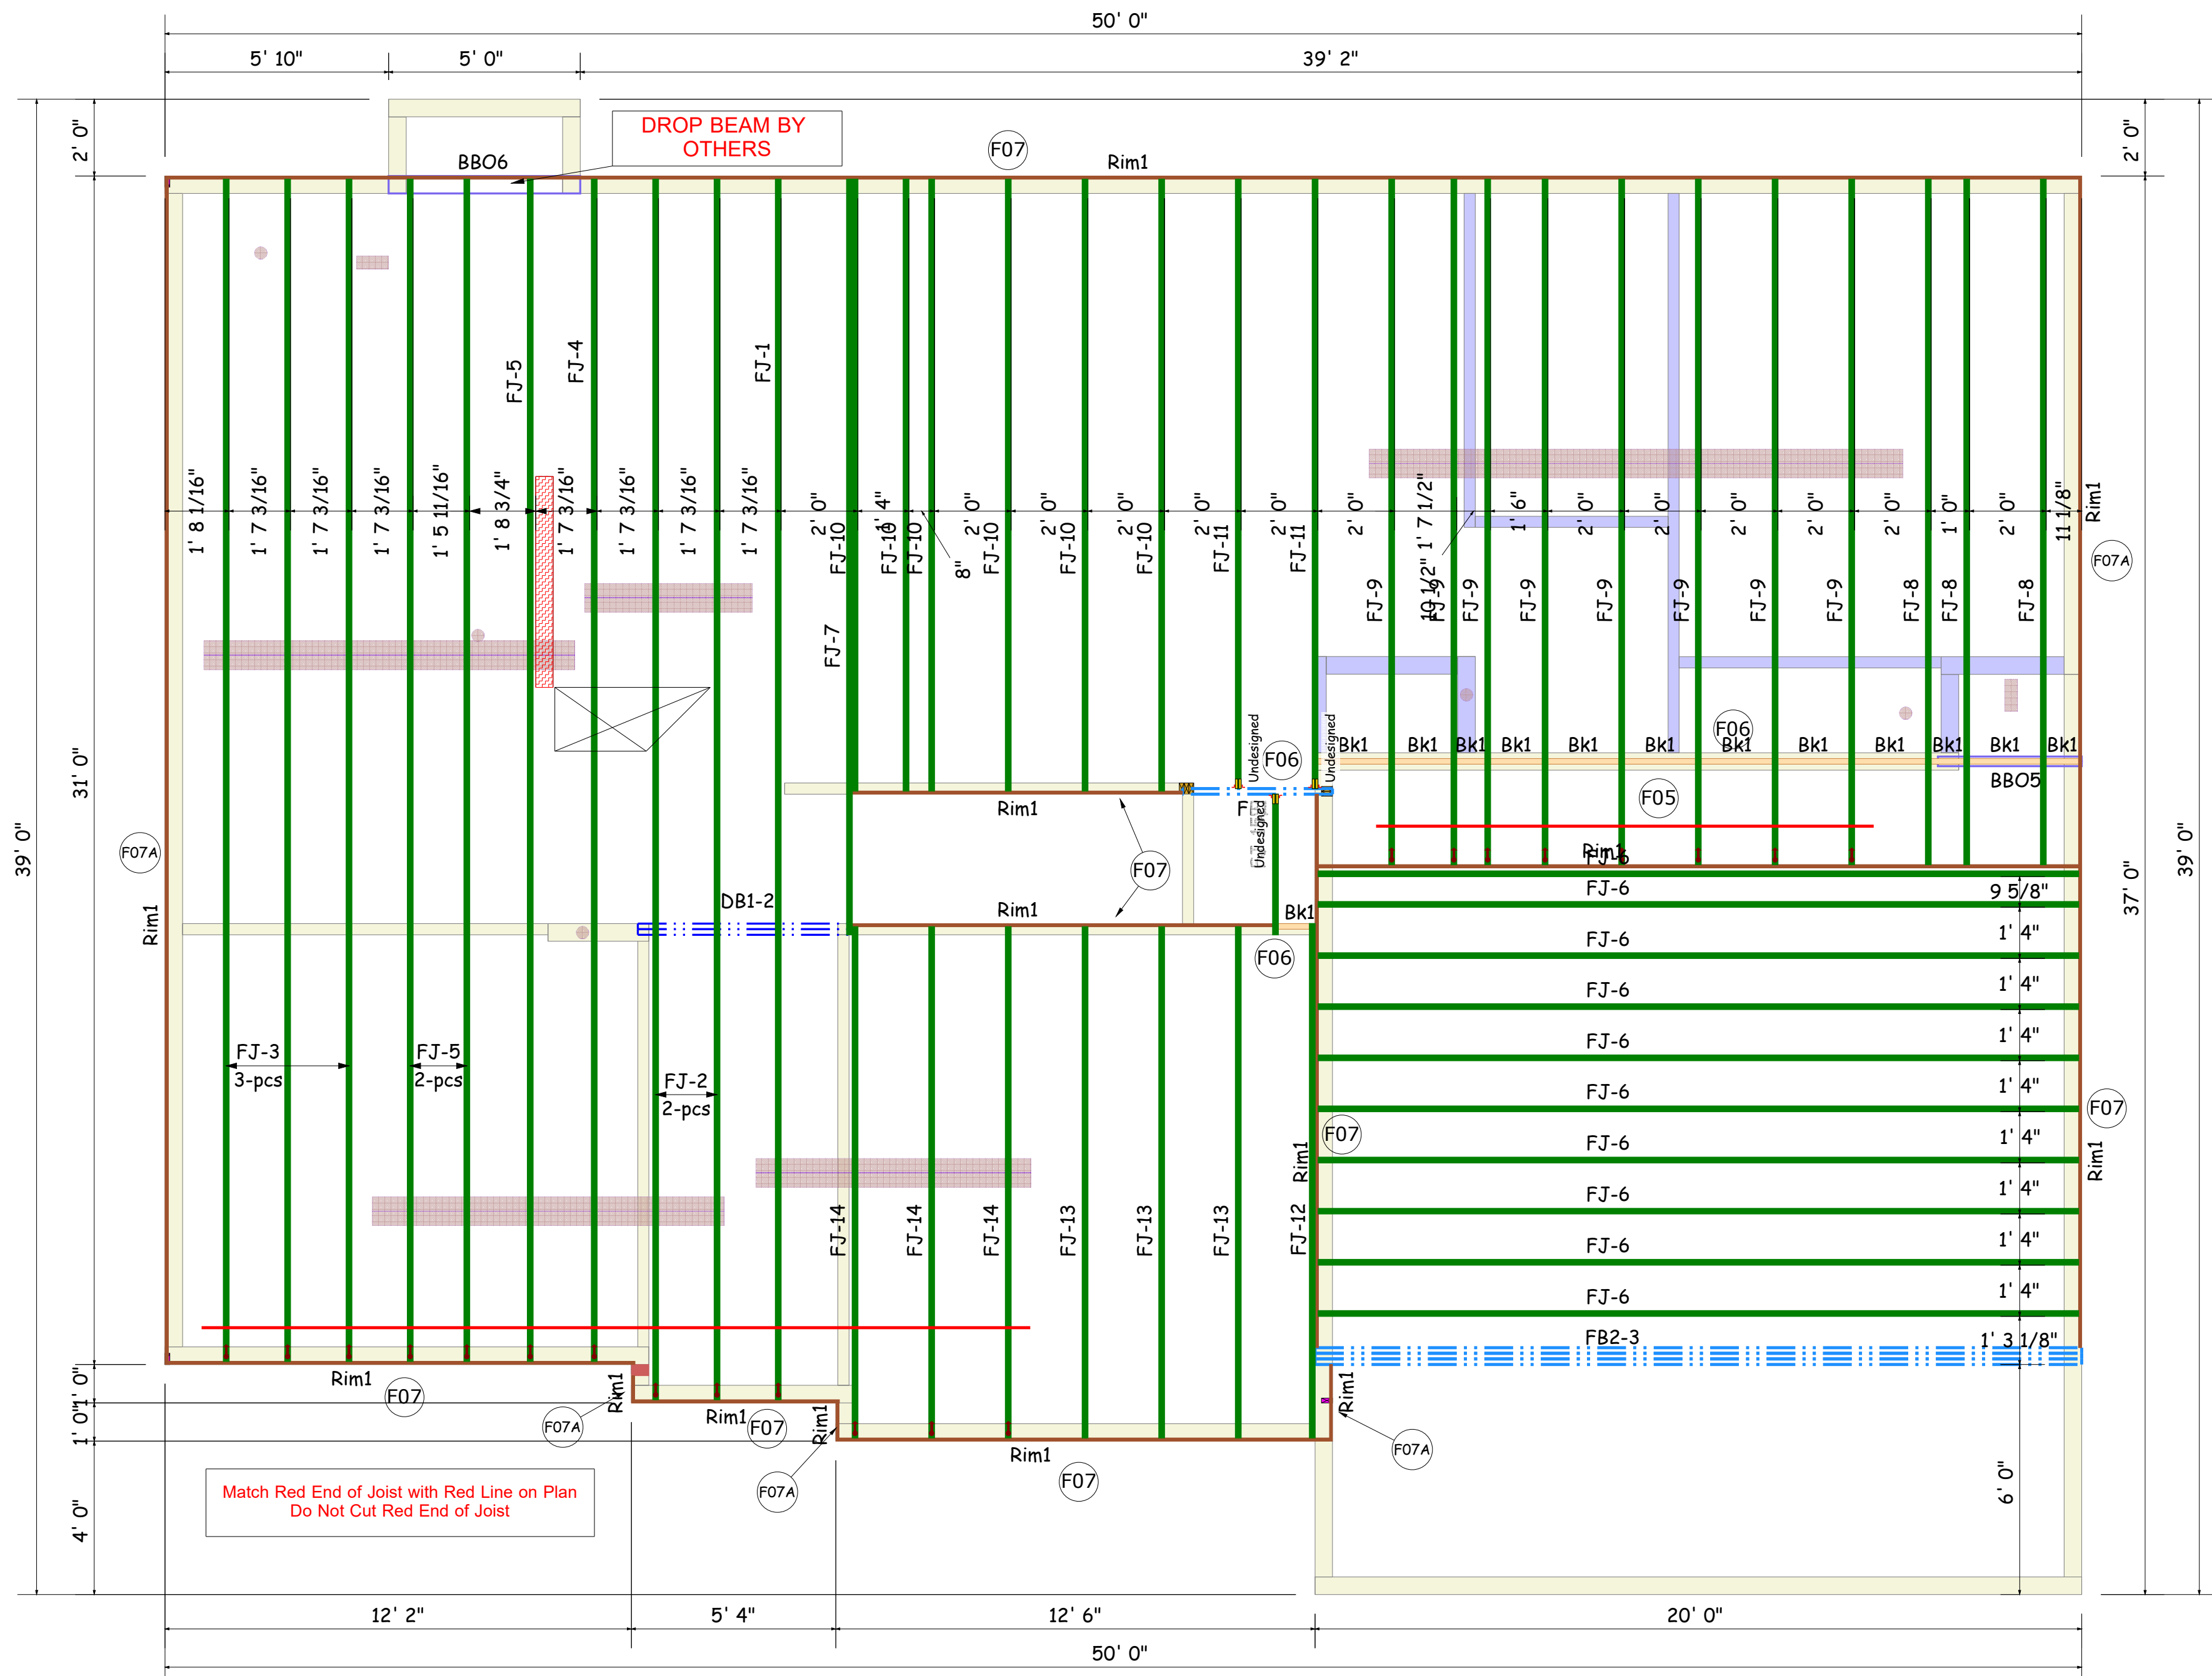 50' 0"
5' 10"
5' 0"
39' 2"
2' 0"
2' 0"
DROP BEAM BY
OTHERS
BBO6
F07
Rim1
FJ-5
FJ-4
FJ-1
1' 8 1/16"
1' 7 3/16"
1' 7 3/16"
1' 7 3/16"
1' 5 11/16"
1' 8 3/4"
1' 7 3/16"
1' 7 3/16"
1' 7 3/16"
1' 7 3/16"
2' 0"
1' 4"
8"
2' 0"
2' 0"
2' 0"
2' 0"
2' 0"
2' 0"
10 1/2"
1' 7 1/2"
1' 6"
2' 0"
2' 0"
2' 0"
2' 0"
2' 0"
1' 0"
2' 0"
11 1/8"
Rim1
F07A
FJ-10
FJ-10
FJ-10
FJ-10
FJ-10
FJ-10
FJ-11
FJ-11
FJ-9
FJ-9
FJ-9
FJ-9
FJ-9
FJ-9
FJ-9
FJ-9
FJ-8
FJ-8
FJ-8
FJ-7
31' 0"
39' 0"
37' 0"
39' 0"
Undesigned
Undesigned
F06
F06
Bk1
Bk1
Bk1
Bk1
Bk1
Bk1
Bk1
Bk1
Bk1
Bk1
Bk1
Bk1
BBO5
F05
Rim1
Undesigned
F07A
F07
Rim1
FJ-6
FJ-6
9 5/8"
DB1-2
Rim1
Bk1
Rim1
F06
FJ-6
1' 4"
FJ-6
1' 4"
FJ-6
1' 4"
FJ-6
1' 4"
FJ-6
1' 4"
FJ-6
1' 4"
FJ-6
1' 4"
FJ-6
1' 4"
FJ-3
3-pcs
FJ-5
2-pcs
FJ-2
2-pcs
F07
F07
Rim1
Rim1
FJ-14
FJ-14
FJ-14
FJ-13
FJ-13
FJ-13
FJ-12
FB2-3
1' 3 1/8"
Rim1
F07
Rim1
F07A
Rim1
F07
Rim1
F07A
Rim1
F07
Rim1
F07A
1' 0"
1' 0"
4' 0"
6' 0"
Match Red End of Joist with Red Line on Plan
Do Not Cut Red End of Joist
12' 2"
5' 4"
12' 6"
20' 0"
50' 0"